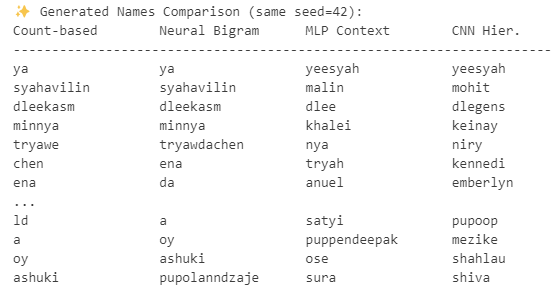 ✨ Generated Names Comparison (same seed=42):
Count-based Neural Bigram MLP Context CNN Hier.
------------------------------------------------------------------
ya ya yeesyah yeesyah
syahavilin syahavilin malin mohit
dleekasm dleekasm dlee dlegens
minnya minnya khalei keinay
tryawe tryawdachen nya niry
chen ena tryah kennedi
ena da anuel emberlyn
...
ld a satyi pupoop
a oy puppendeepak mezike
oy ashuki ose shahlau
ashuki pupolanndzaje sura shiva